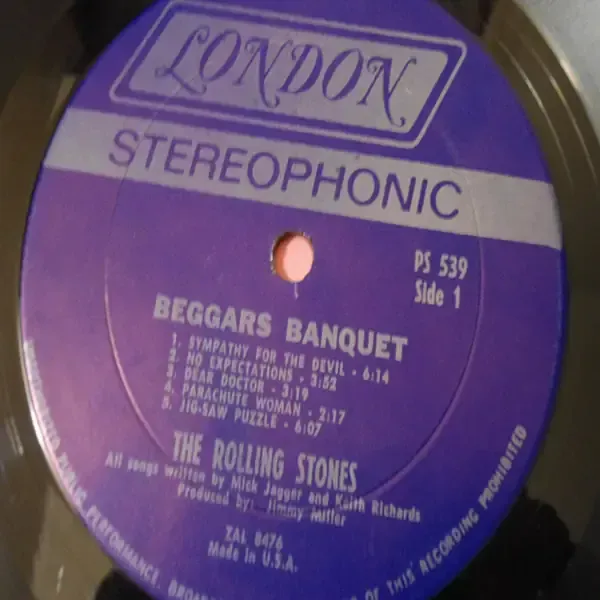 LONDON
STEREOPHONIC
PS 539
Side 1
BEGGARS BANQUET
1. SYMPATHY FOR THE DEVIL - 6:14
2. NO EXPECTATIONS - 3:52
3. DEAR DOCTOR - 3:19
4. PARACHUTE WOMAN - 2:17
5. JIG-SAW PUZZLE - 6:07
THE ROLLING STONES
All songs written by Mick Jagger and Keith Richards
Produced by: Jimmy Miller
ZAL 8476
Made in U.S.A.
PUBLIC PERFORMANCE, OF THIS RECORDING PROHIBITED